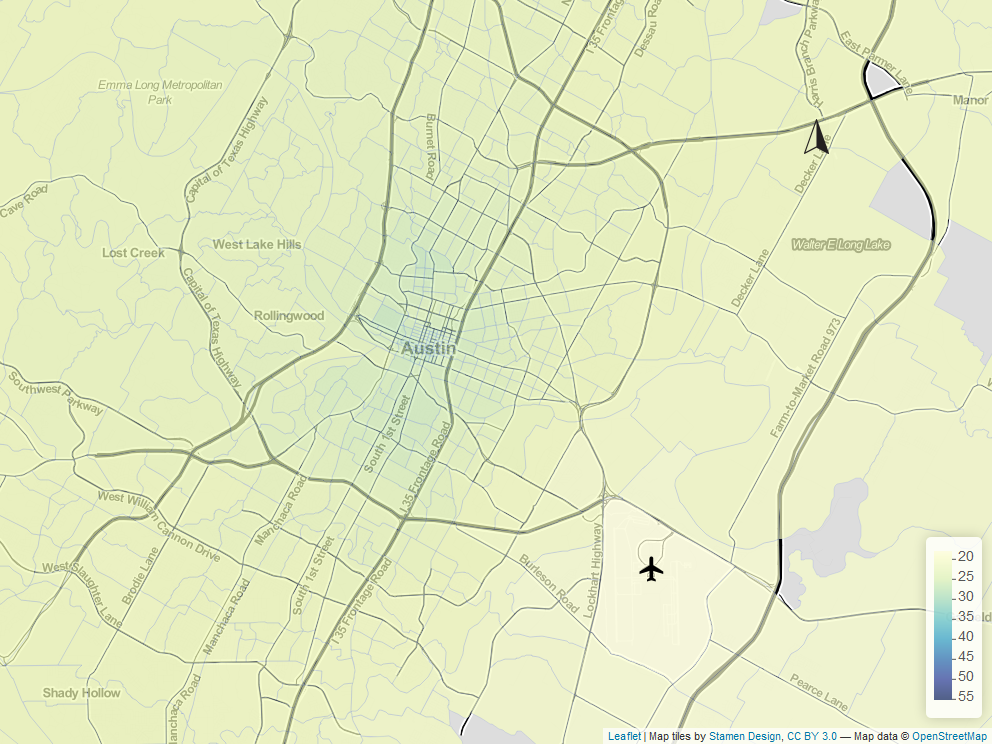 I 35 Frontage
Dessau Road
Harris Branch Parkway
East Parmer Lane
Emma Long Metropolitan
Park
Manor
Capital of Texas Highway
Burnet Road
Decker Lane
Cave Road
Lost Creek
West Lake Hills
Walter E Long Lake
Decker Lane
Capital of Texas Highway
Rollingwood
Austin
Farm-to-Market Road 973
Southwest Parkway
South 1st Street
I 35 Frontage Road
West William Cannon Drive
Manchaca Road
West Slaughter Lane
Brodie Lane
South 1st Street
I 35 Frontage Road
Burleson Road
Lockhart Highway
Manchaca Road
Shady Hollow
Manchaca Road
Pearce Lane
20
25
30
35
40
45
50
55
Leaflet | Map tiles by Stamen Design, CC BY 3.0 — Map data © OpenStreetMap